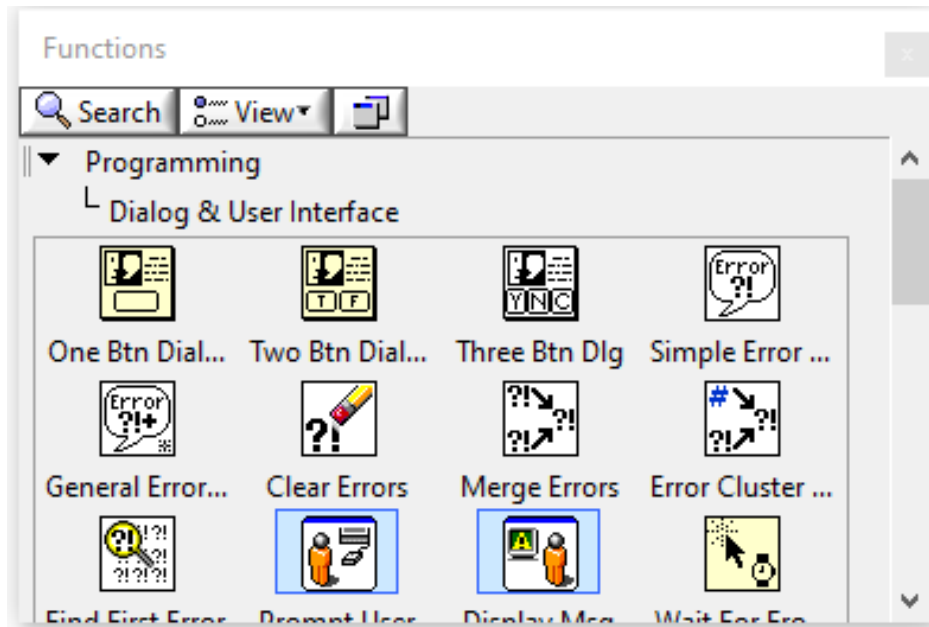 Functions
Search View
Programming
Dialog & User Interface
T F
Y N C
Error
?!
One Btn Dial... Two Btn Dial... Three Btn Dlg Simple Error ...
Error
?!+
?!
?! ?! ?!
# ?! ?!
General Error... Clear Errors Merge Errors Error Cluster ...
?! ?! ?! ?! ?! ?! ?!
Find First Error Prompt User Display Msg Wait For Fro...